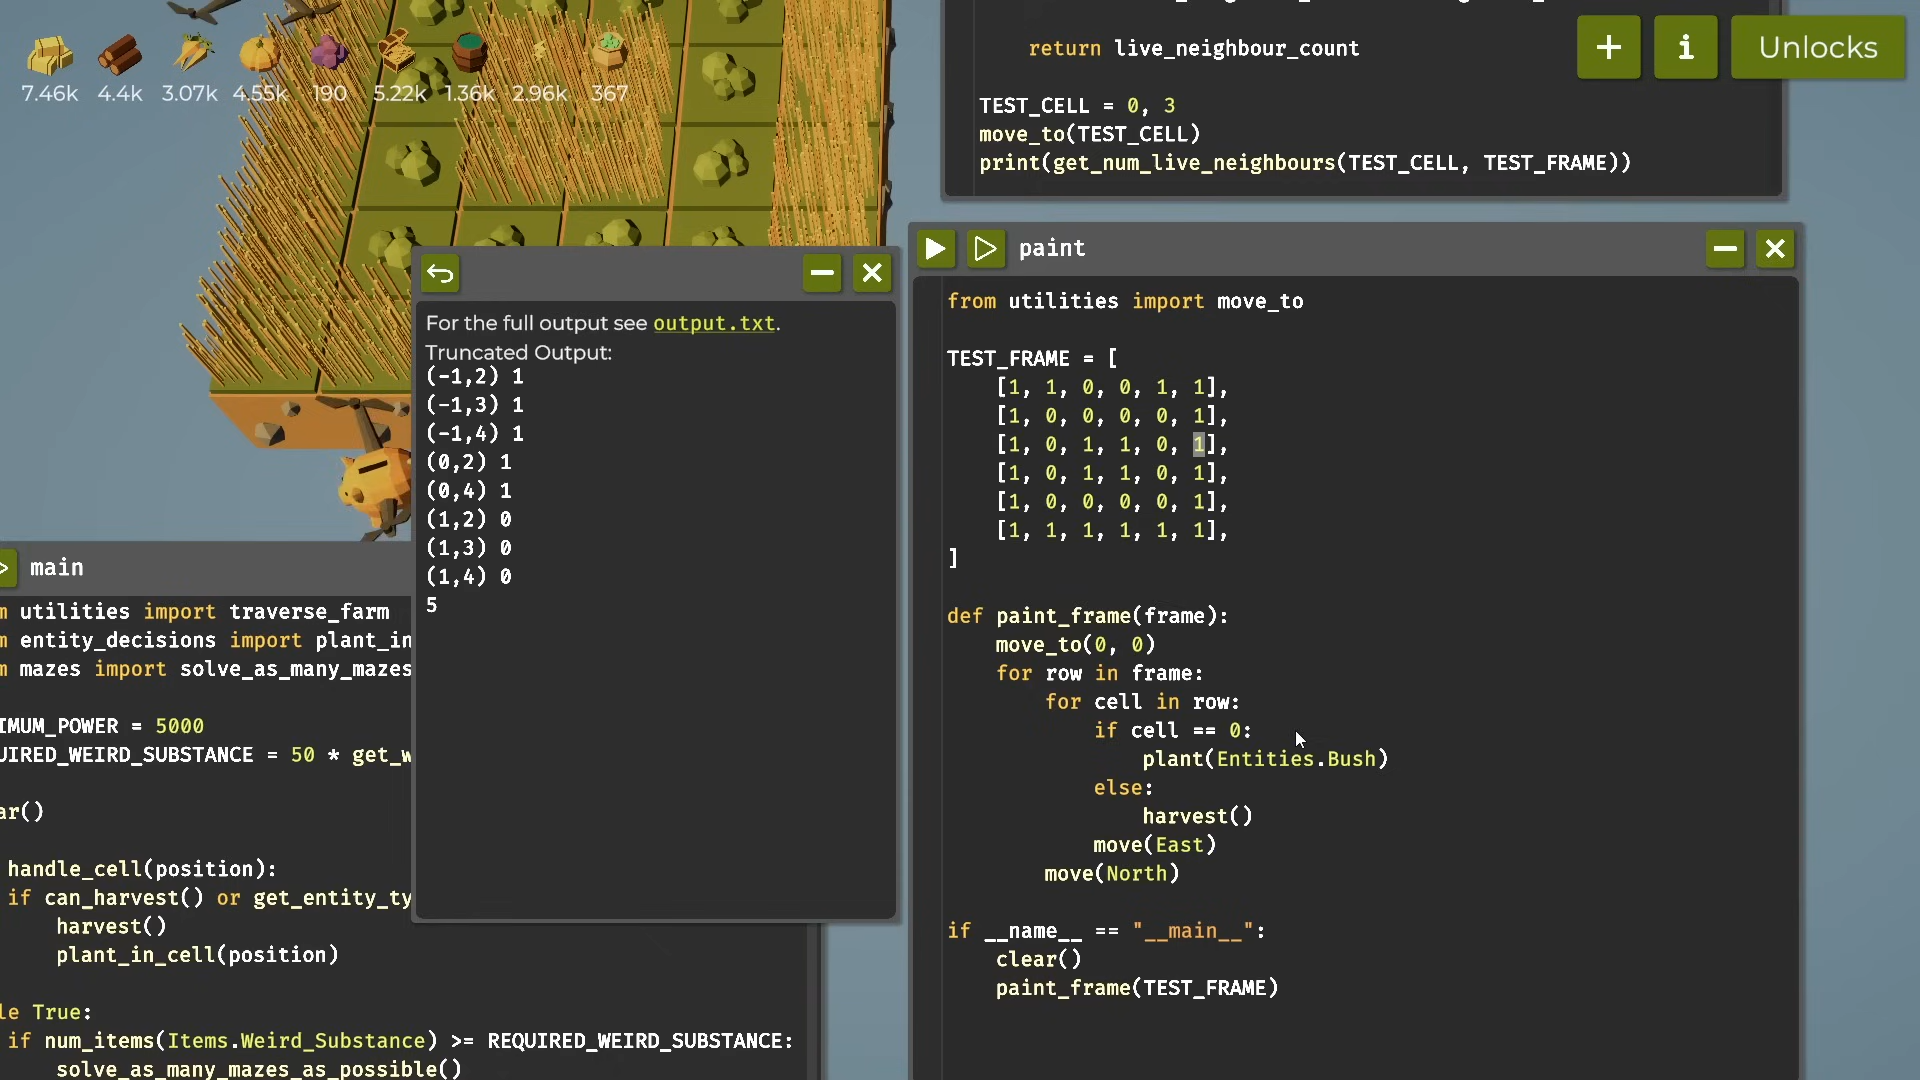 7.46k 4.4k 3.07k 4.55k 190 5.22k 1.36k 2.96k 367
return live_neighbour_count
+ i Unlocks
TEST_CELL = 0, 3
move_to(TEST_CELL)
print(get_num_live_neighbours(TEST_CELL, TEST_FRAME))
For the full output see output.txt.
Truncated Output:
(-1,2) 1
(-1,3) 1
(-1,4) 1
(0,2) 1
(0,4) 1
(1,2) 0
(1,3) 0
(1,4) 0
5
paint
from utilities import move_to
TEST_FRAME = [
[1, 1, 0, 0, 1, 1],
[1, 0, 0, 0, 0, 1],
[1, 0, 1, 1, 0, 1],
[1, 0, 1, 1, 0, 1],
[1, 0, 0, 0, 0, 1],
[1, 1, 1, 1, 1, 1],
]
def paint_frame(frame):
move_to(0, 0)
for row in frame:
for cell in row:
if cell == 0:
plant(Entities.Bush)
else:
harvest()
move(East)
move(North)
if __name__ == "__main__":
clear()
paint_frame(TEST_FRAME)
main
m utilities import traverse_farm
m entity_decisions import plant_in
m mazes import solve_as_many_mazes
IMUM_POWER = 5000
UIRED_WEIRD_SUBSTANCE = 50 * get_w
ar()
handle_cell(position):
if can_harvest() or get_entity_ty
harvest()
plant_in_cell(position)
le True:
if num_items(Items.Weird_Substance) >= REQUIRED_WEIRD_SUBSTANCE:
solve_as_many_mazes_as_possible()